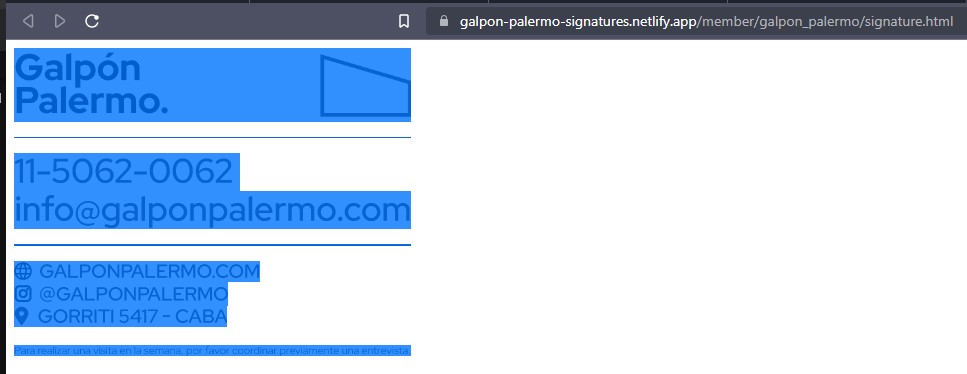 galpon-palermo-signatures.netlify.app/member/galpon_palermo/signature.html
Galpón
Palermo.
11-5062-0062
info@galponpalermo.com
GALPONPALERMO.COM
@GALPONPALERMO
GORRITI 5417 - CABA
Para realizar una visita en la semana, por favor coordinar previamente una entrevista.